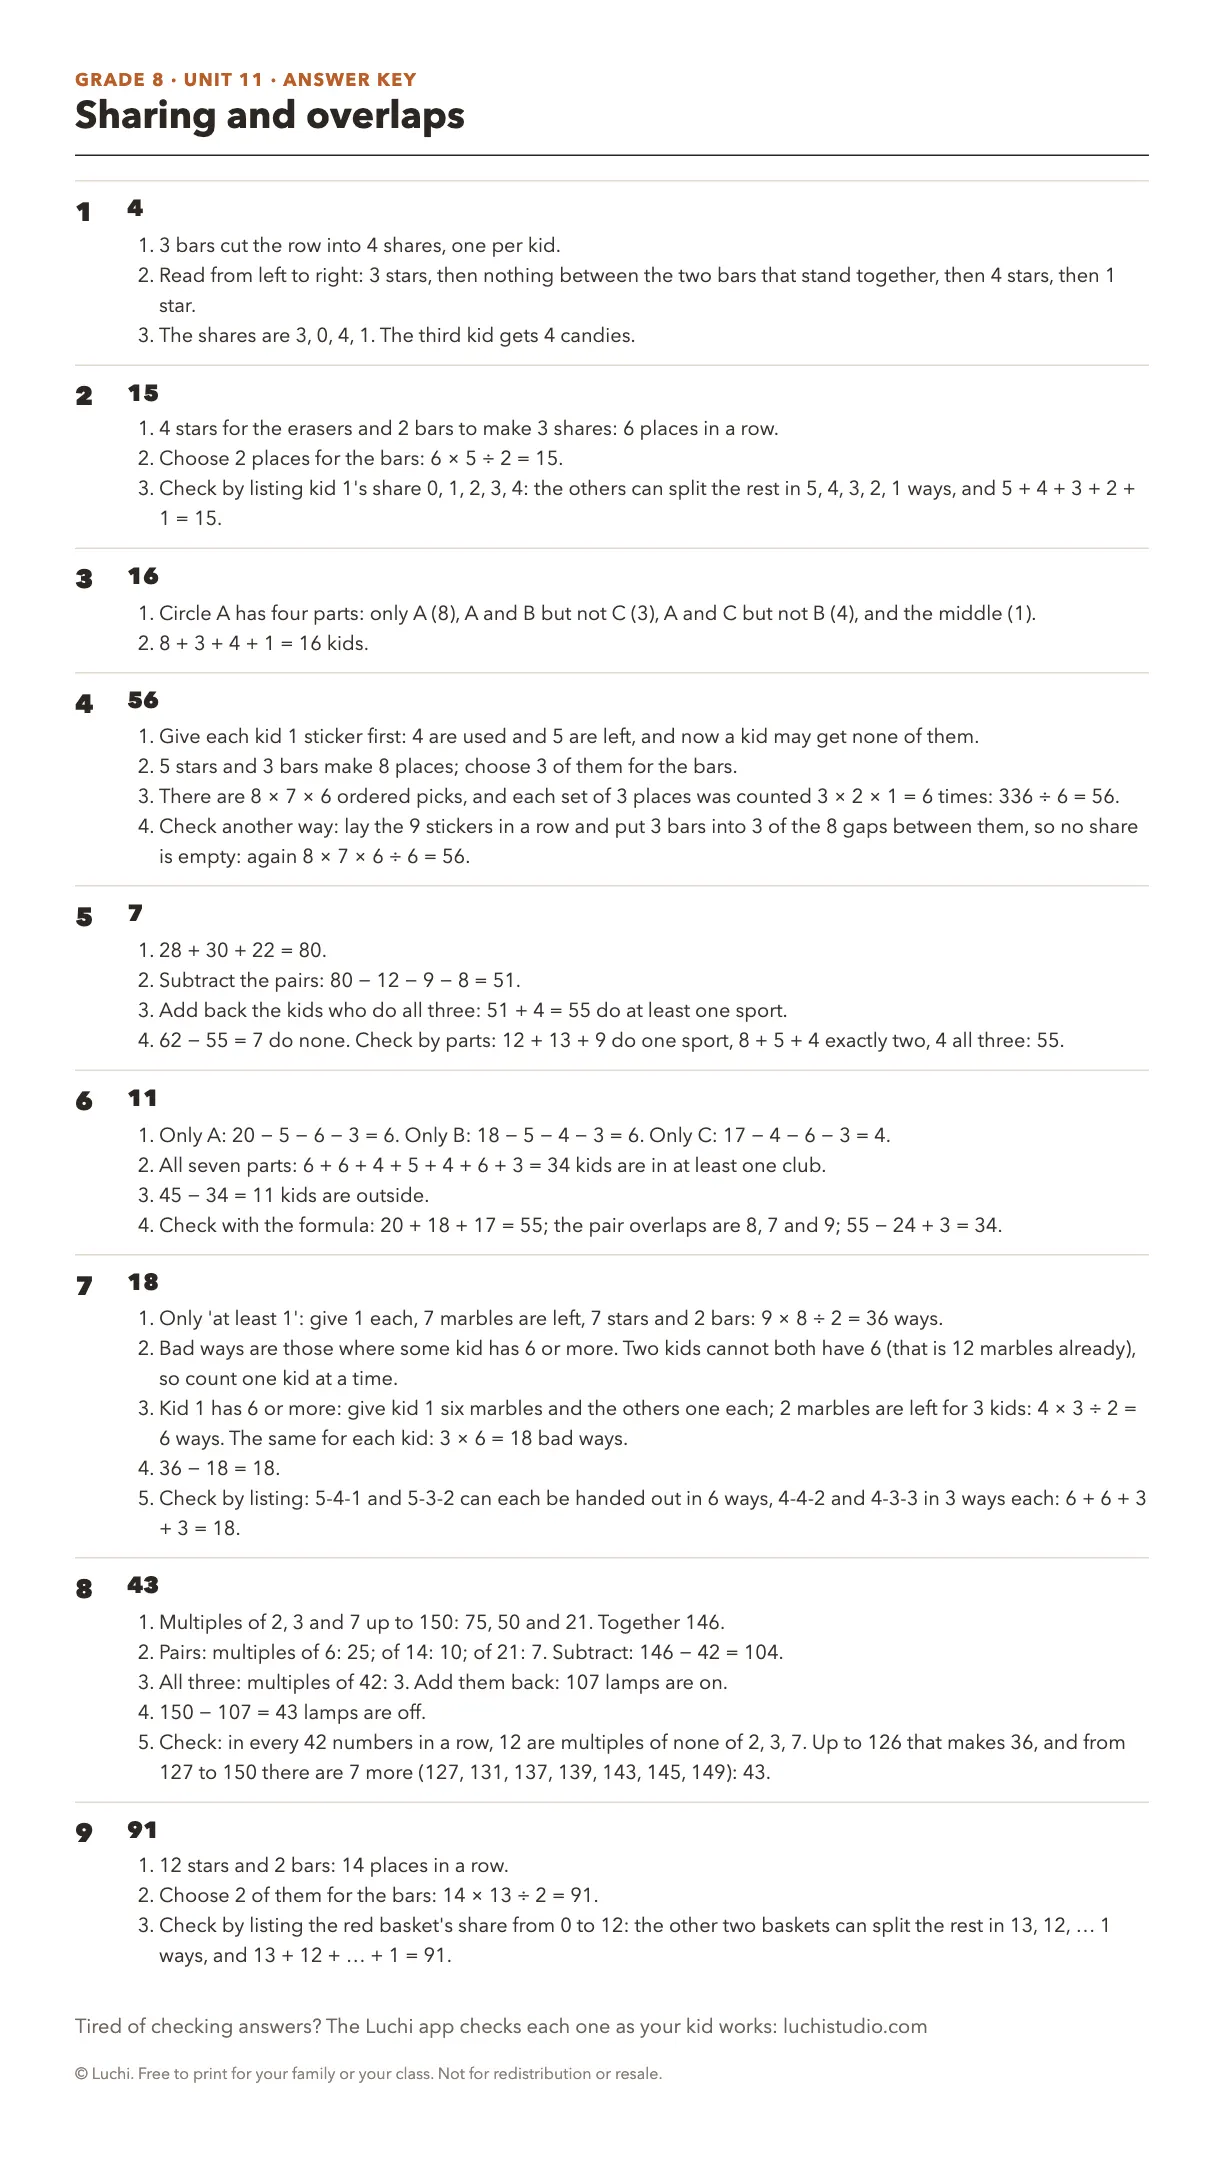 GRADE 8 · UNIT 11 · ANSWER KEY
Sharing and overlaps
1 4
1. 3 bars cut the row into 4 shares, one per kid.
2. Read from left to right: 3 stars, then nothing between the two bars that stand together, then 4 stars, then 1
star.
3. The shares are 3, 0, 4, 1. The third kid gets 4 candies.
2 15
1. 4 stars for the erasers and 2 bars to make 3 shares: 6 places in a row.
2. Choose 2 places for the bars: 6 × 5 ÷ 2 = 15.
3. Check by listing kid 1's share 0, 1, 2, 3, 4: the others can split the rest in 5, 4, 3, 2, 1 ways, and 5 + 4 + 3 + 2 +
1 = 15.
3 16
1. Circle A has four parts: only A (8), A and B but not C (3), A and C but not B (4), and the middle (1).
2. 8 + 3 + 4 + 1 = 16 kids.
4 56
1. Give each kid 1 sticker first: 4 are used and 5 are left, and now a kid may get none of them.
2. 5 stars and 3 bars make 8 places; choose 3 of them for the bars.
3. There are 8 × 7 × 6 ordered picks, and each set of 3 places was counted 3 × 2 × 1 = 6 times: 336 ÷ 6 = 56.
4. Check another way: lay the 9 stickers in a row and put 3 bars into 3 of the 8 gaps between them, so no share
is empty: again 8 × 7 × 6 ÷ 6 = 56.
5 7
1. 28 + 30 + 22 = 80.
2. Subtract the pairs: 80 − 12 − 9 − 8 = 51.
3. Add back the kids who do all three: 51 + 4 = 55 do at least one sport.
4. 62 − 55 = 7 do none. Check by parts: 12 + 13 + 9 do one sport, 8 + 5 + 4 exactly two, 4 all three: 55.
6 11
1. Only A: 20 − 5 − 6 − 3 = 6. Only B: 18 − 5 − 4 − 3 = 6. Only C: 17 − 4 − 6 − 3 = 4.
2. All seven parts: 6 + 6 + 4 + 5 + 4 + 6 + 3 = 34 kids are in at least one club.
3. 45 − 34 = 11 kids are outside.
4. Check with the formula: 20 + 18 + 17 = 55; the pair overlaps are 8, 7 and 9; 55 − 24 + 3 = 34.
7 18
1. Only 'at least 1': give 1 each, 7 marbles are left, 7 stars and 2 bars: 9 × 8 ÷ 2 = 36 ways.
2. Bad ways are those where some kid has 6 or more. Two kids cannot both have 6 (that is 12 marbles already),
so count one kid at a time.
3. Kid 1 has 6 or more: give kid 1 six marbles and the others one each; 2 marbles are left for 3 kids: 4 × 3 ÷ 2 =
6 ways. The same for each kid: 3 × 6 = 18 bad ways.
4. 36 − 18 = 18.
5. Check by listing: 5-4-1 and 5-3-2 can each be handed out in 6 ways, 4-4-2 and 4-3-3 in 3 ways each: 6 + 6 + 3
+ 3 = 18.
8 43
1. Multiples of 2, 3 and 7 up to 150: 75, 50 and 21. Together 146.
2. Pairs: multiples of 6: 25; of 14: 10; of 21: 7. Subtract: 146 − 42 = 104.
3. All three: multiples of 42: 3. Add them back: 107 lamps are on.
4. 150 − 107 = 43 lamps are off.
5. Check: in every 42 numbers in a row, 12 are multiples of none of 2, 3, 7. Up to 126 that makes 36, and from
127 to 150 there are 7 more (127, 131, 137, 139, 143, 145, 149): 43.
9 91
1. 12 stars and 2 bars: 14 places in a row.
2. Choose 2 of them for the bars: 14 × 13 ÷ 2 = 91.
3. Check by listing the red basket's share from 0 to 12: the other two baskets can split the rest in 13, 12, … 1
ways, and 13 + 12 + … + 1 = 91.
Tired of checking answers? The Luchi app checks each one as your kid works: luchistudio.com
© Luchi. Free to print for your family or your class. Not for redistribution or resale.